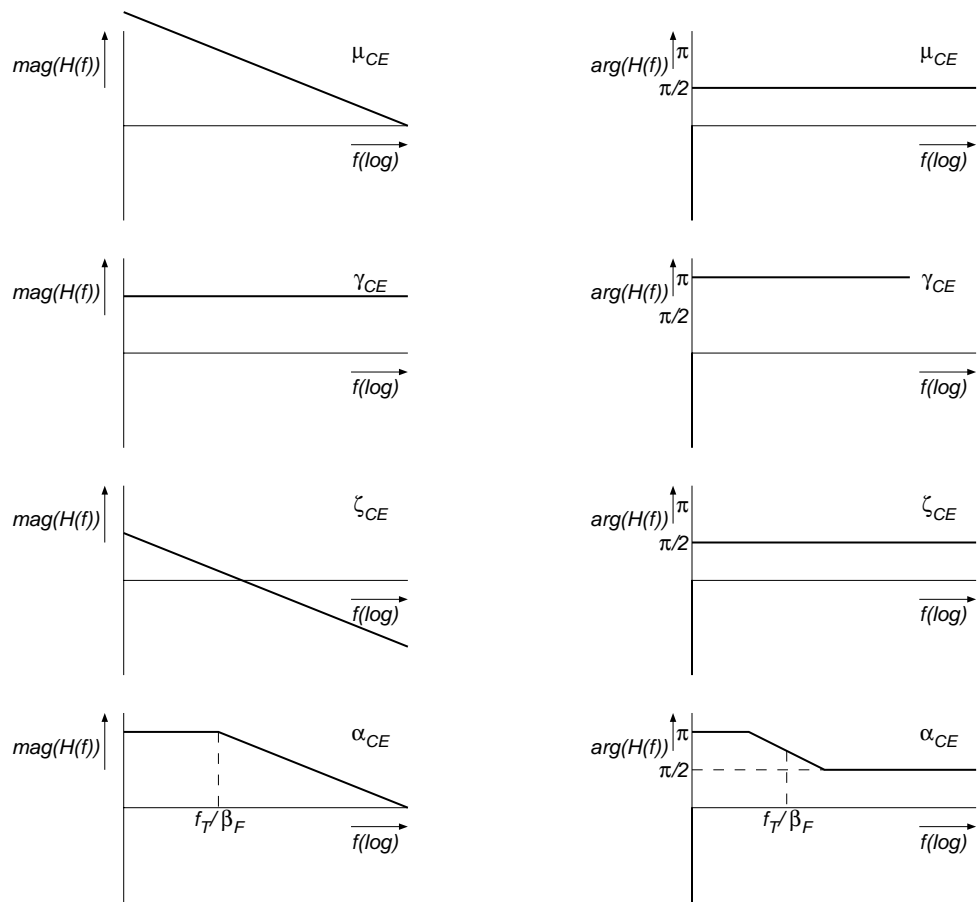 mag(H(f)) μCE
f(log)
arg(H(f)) π μCE
π/2
f(log)
mag(H(f)) γCE
f(log)
arg(H(f)) π γCE
π/2
f(log)
mag(H(f)) ζCE
f(log)
arg(H(f)) π ζCE
π/2
f(log)
mag(H(f)) αCE
fT/βF
f(log)
arg(H(f)) π αCE
π/2
fT/βF
f(log)